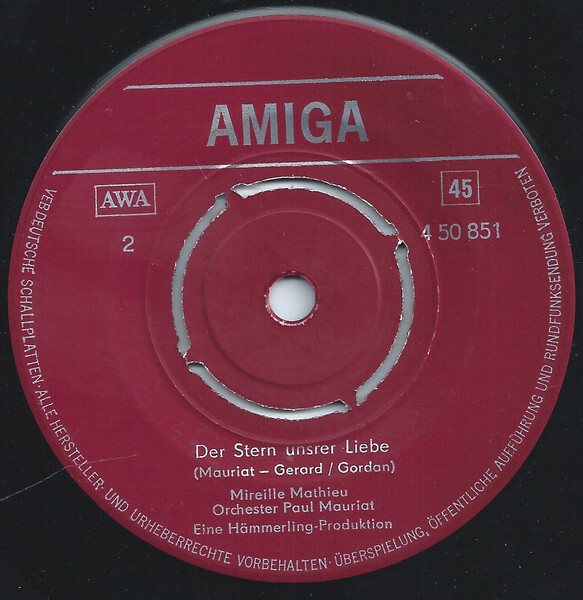 AMIGA
AWA
45
2
4 50 851
Der Stern unsrer Liebe
(Mauriat – Gerard / Gordan)
Mireille Mathieu
Orchester Paul Mauriat
Eine Hämmerling-Produktion
VEB DEUTSCHE SCHALLPLATTEN · ALLE HERSTELLER- UND URHEBERRECHTE VORBEHALTEN · ÜBERSPIELUNG, ÖFFENTLICHE AUFFÜHRUNG UND RUNDFUNKSENDUNG VERBOTEN